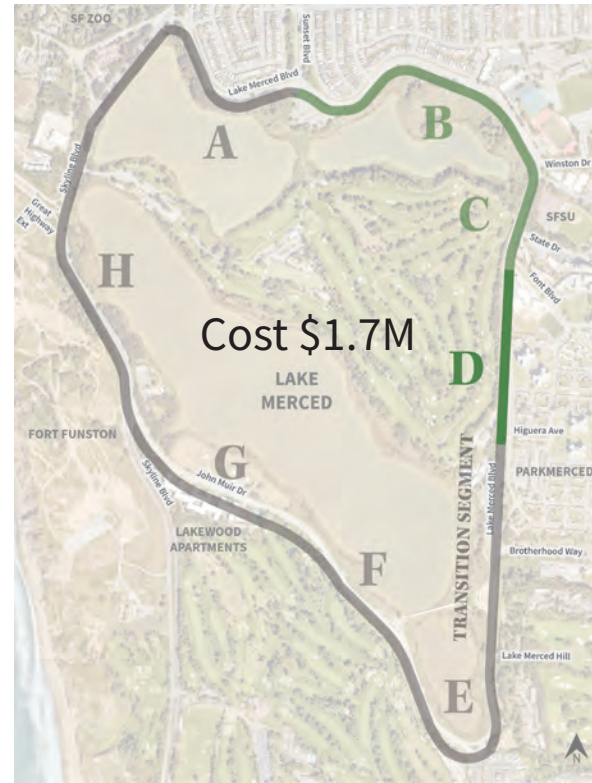 SF ZOO
Sunset Blvd
Lake Merced Blvd
A
B
Winston Dr
Skyline Blvd
Great
Highway
Ext
C
SFSU
State Dr
H
Font Blvd
Cost $1.7M
D
LAKE
MERCED
FORT FUNSTON
Higuera Ave
G
PARKMERCED
Skyline Blvd
John Muir Dr
Lake Merced Blvd
TRANSITION SEGMENT
LAKEWOOD
APARTMENTS
Brotherhood Way
F
Lake Merced Hill
E
N